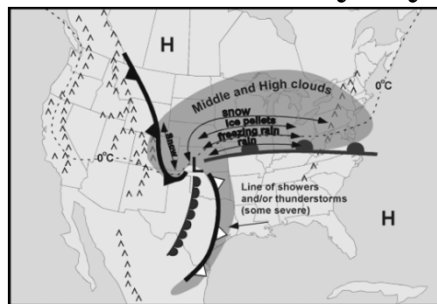 H
Middle and High clouds
0°C
snow
ice pellets
freezing rain
rain
Snow
0°C
L
Line of showers
and/or thunderstorms
(some severe)
H